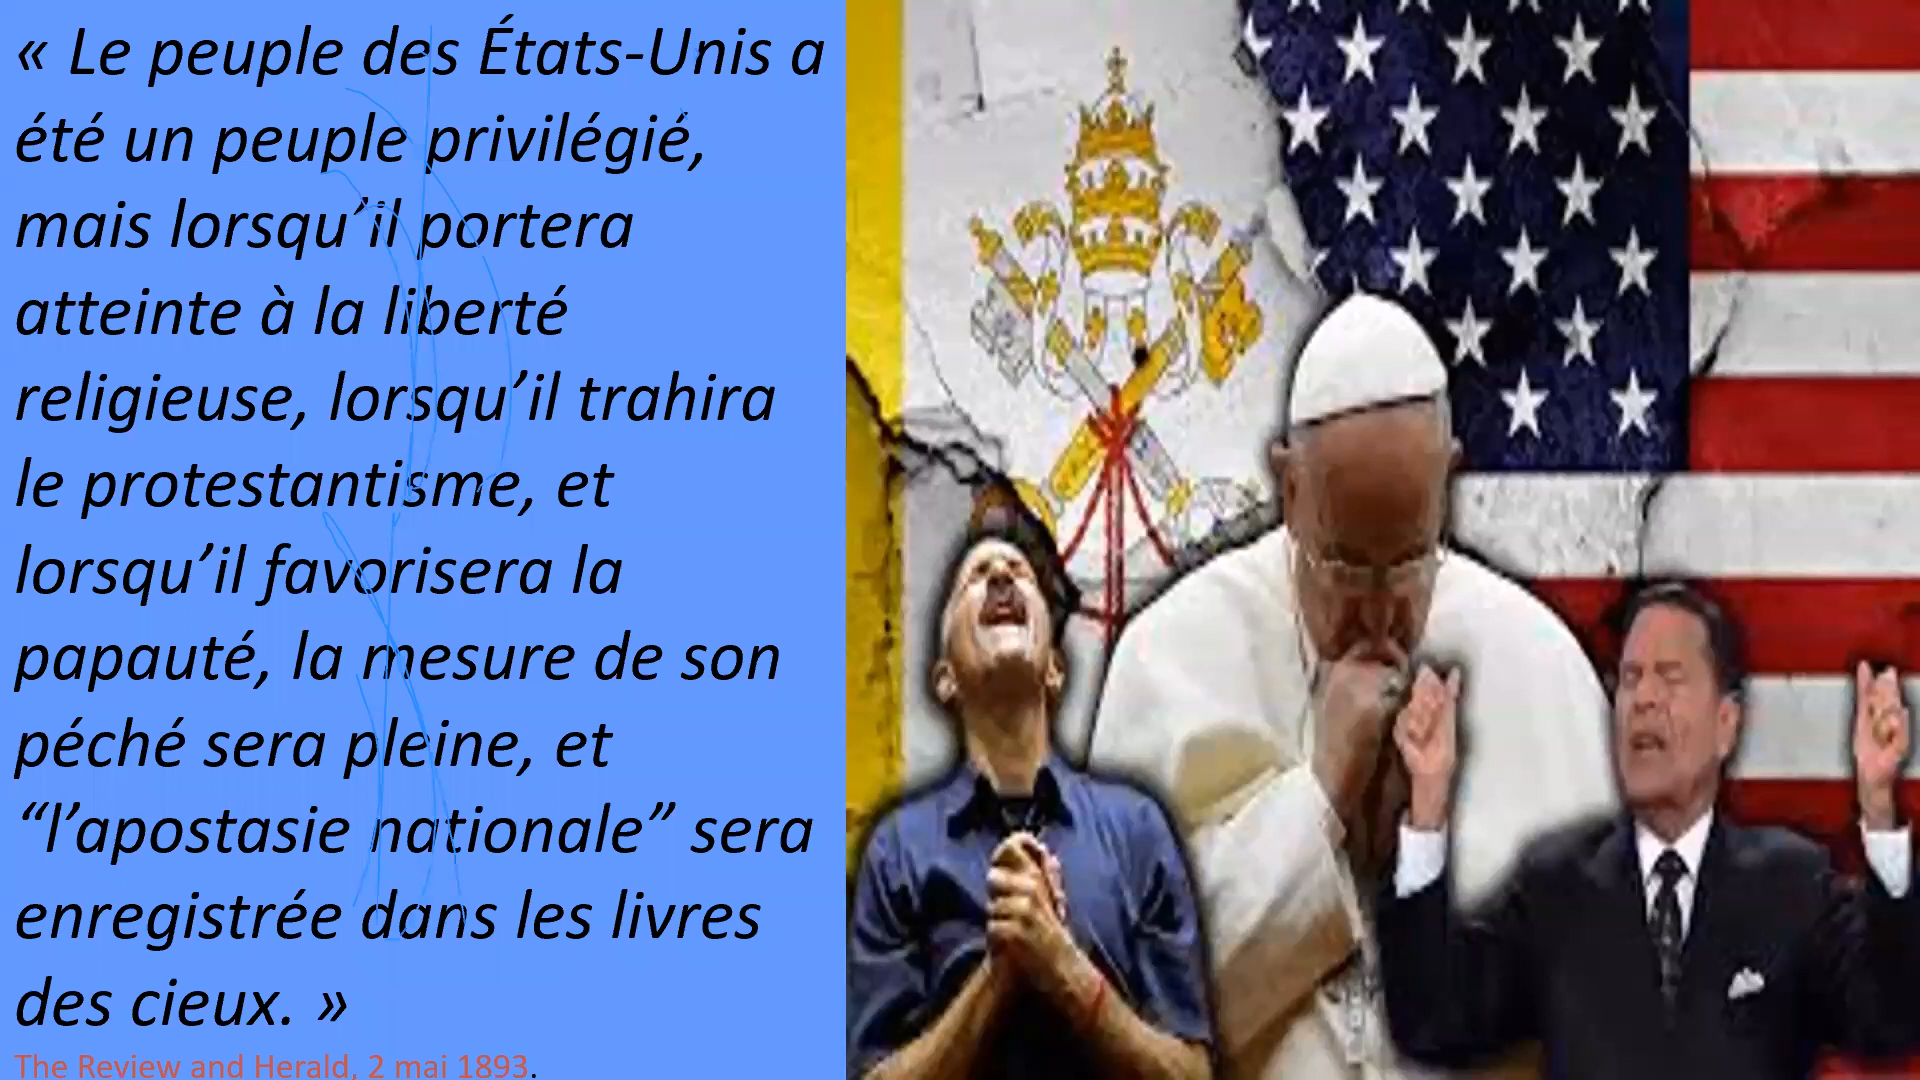 « Le peuple des États-Unis a
été un peuple privilégié,
mais lorsqu’il portera
atteinte à la liberté
religieuse, lorsqu’il trahira
le protestantisme, et
lorsqu’il favorisera la
papauté, la mesure de son
péché sera pleine, et
“l’apostasie nationale” sera
enregistrée dans les livres
des cieux. »
The Review and Herald, 2 mai 1893.